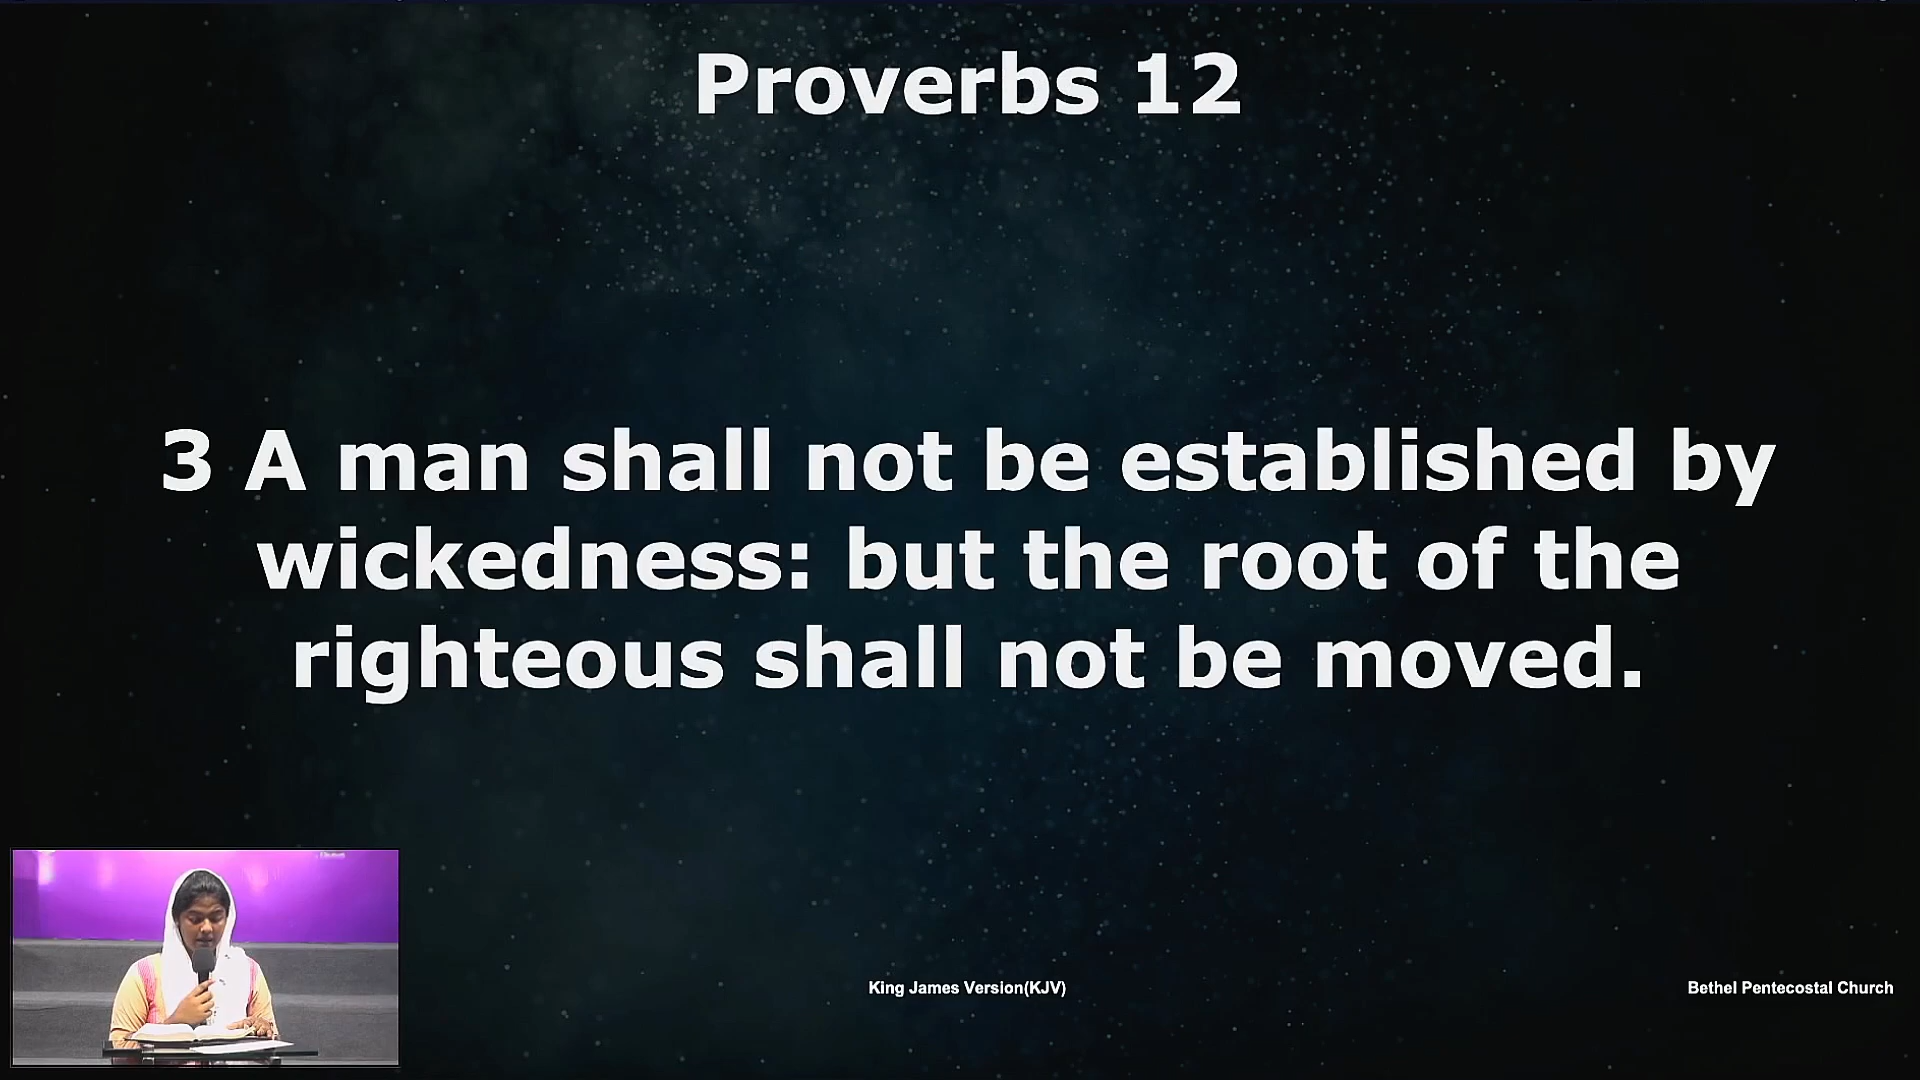 Proverbs 12
3 A man shall not be established by
wickedness: but the root of the
righteous shall not be moved.
King James Version(KJV)
Bethel Pentecostal Church